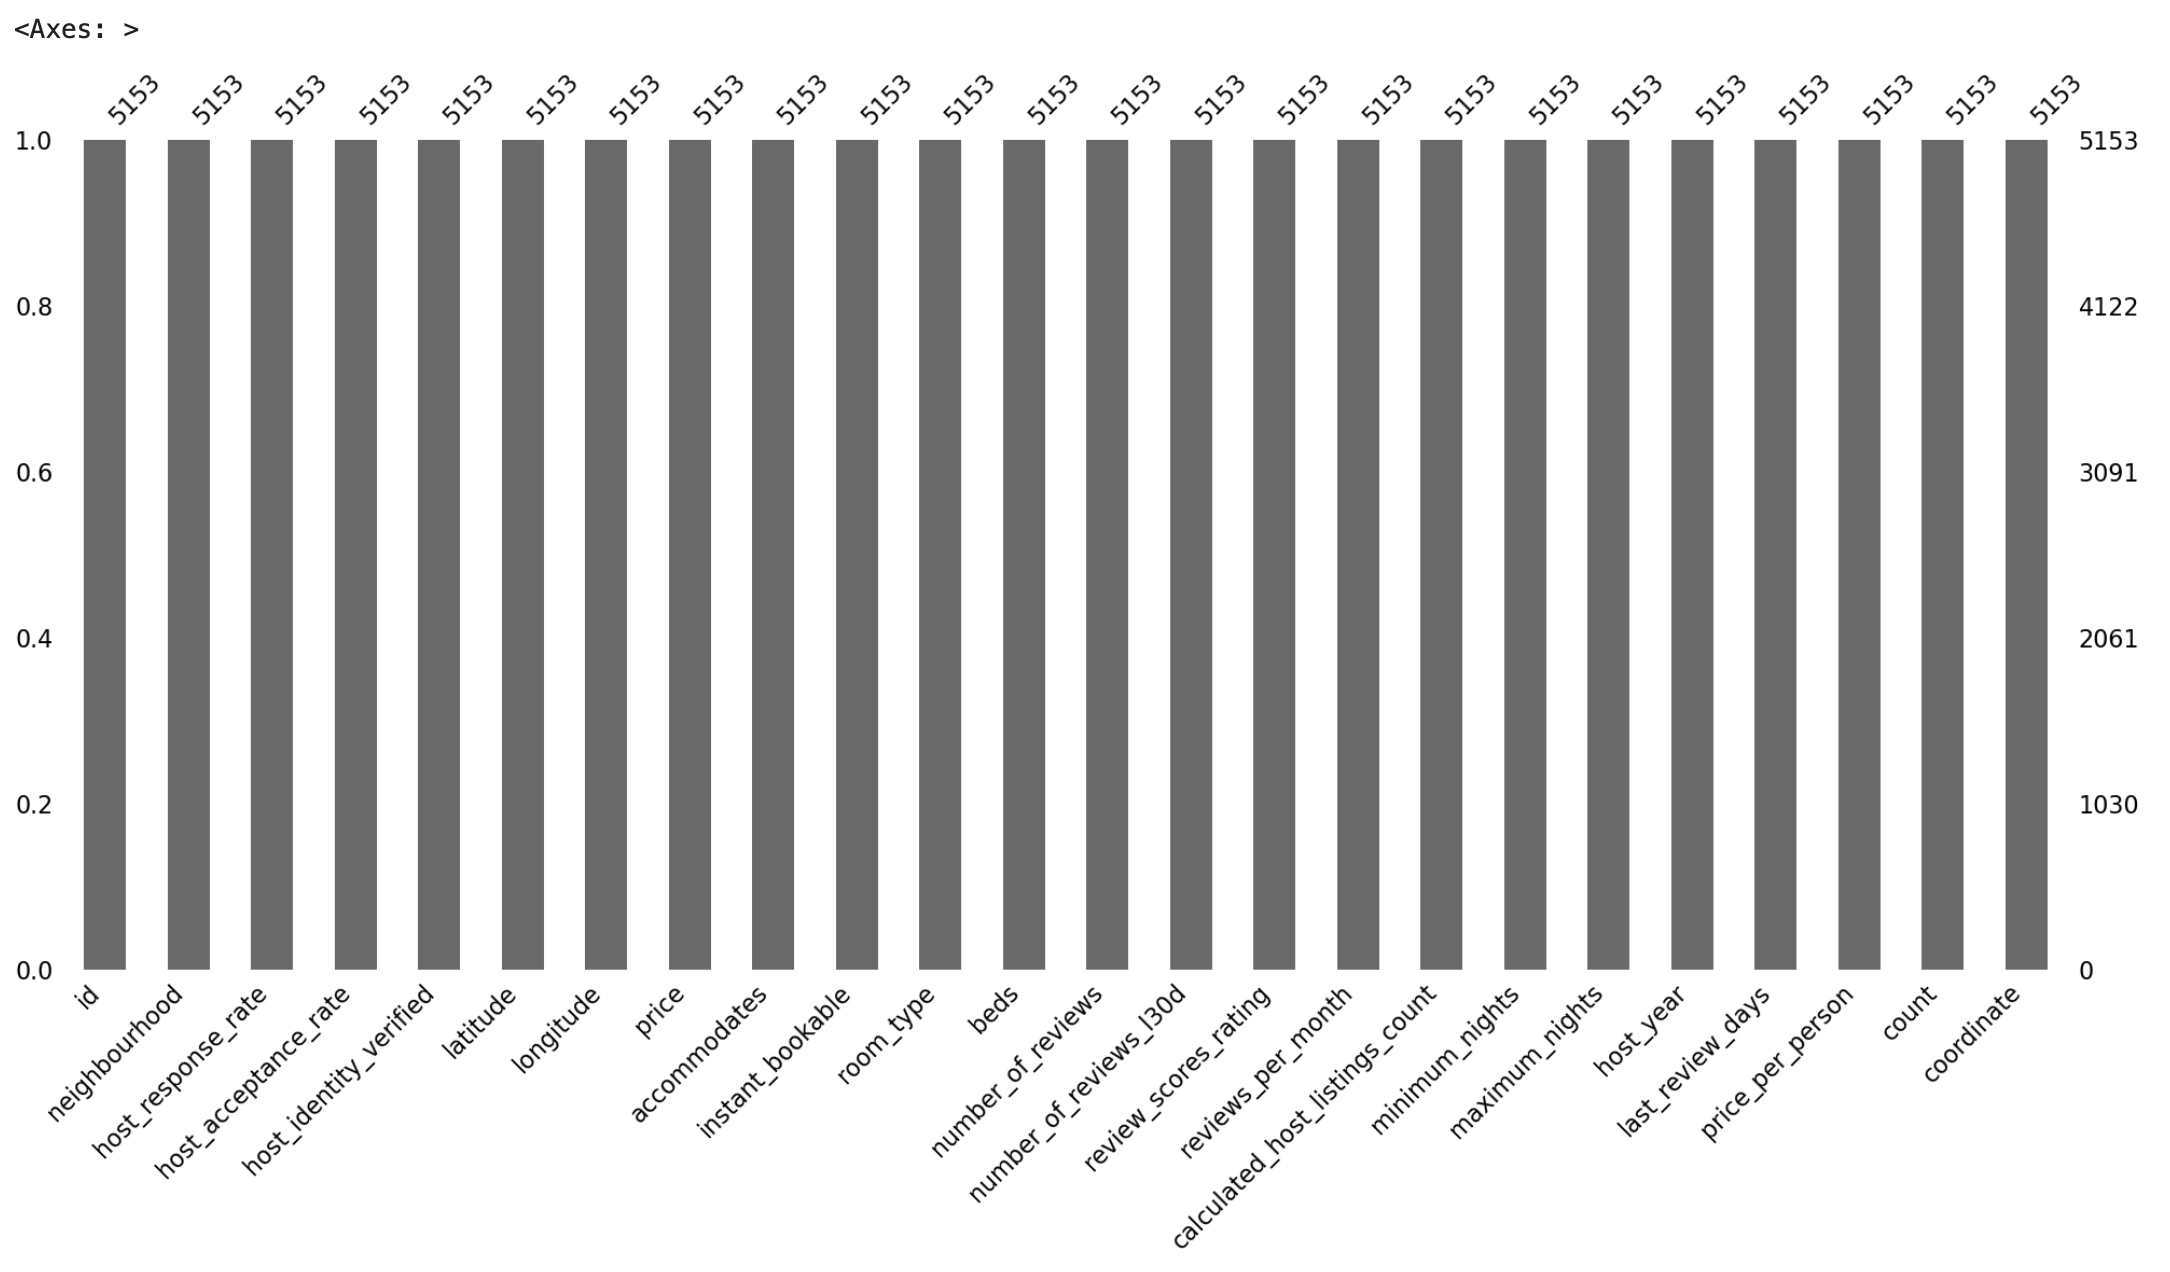 <Axes: >
5153 5153 5153 5153 5153 5153 5153 5153 5153 5153 5153 5153 5153 5153 5153 5153 5153 5153 5153 5153 5153 5153 5153 5153
1.0 5153
0.8 4122
0.6 3091
0.4 2061
0.2 1030
0.0 0
id
neighbourhood
host_response_rate
host_acceptance_rate
host_identity_verified
latitude
longitude
price
accommodates
instant_bookable
room_type
beds
number_of_reviews
number_of_reviews_l30d
review_scores_rating
reviews_per_month
calculated_host_listings_count
minimum_nights
maximum_nights
host_year
last_review_days
price_per_person
count
coordinate